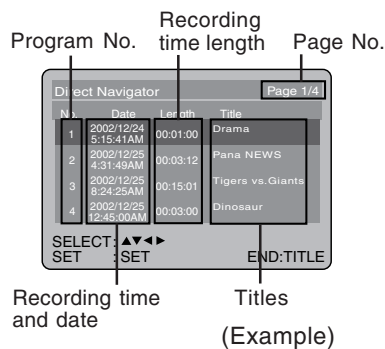 Recording
Program No. time length Page No.
Direct Navigator Page 1/4
No. Date Length Title
1 2002/12/24 5:15:41AM 00:01:00 Drama
2 2002/12/25 4:31:49AM 00:03:12 Pana NEWS
3 2002/12/25 8:24:25AM 00:15:01 Tigers vs.Giants
4 2002/12/25 12:45:00AM 00:03:00 Dinosaur
SELECT: ▲▼◀▶
SET : SET END:TITLE
Recording time
and date
Titles
(Example)